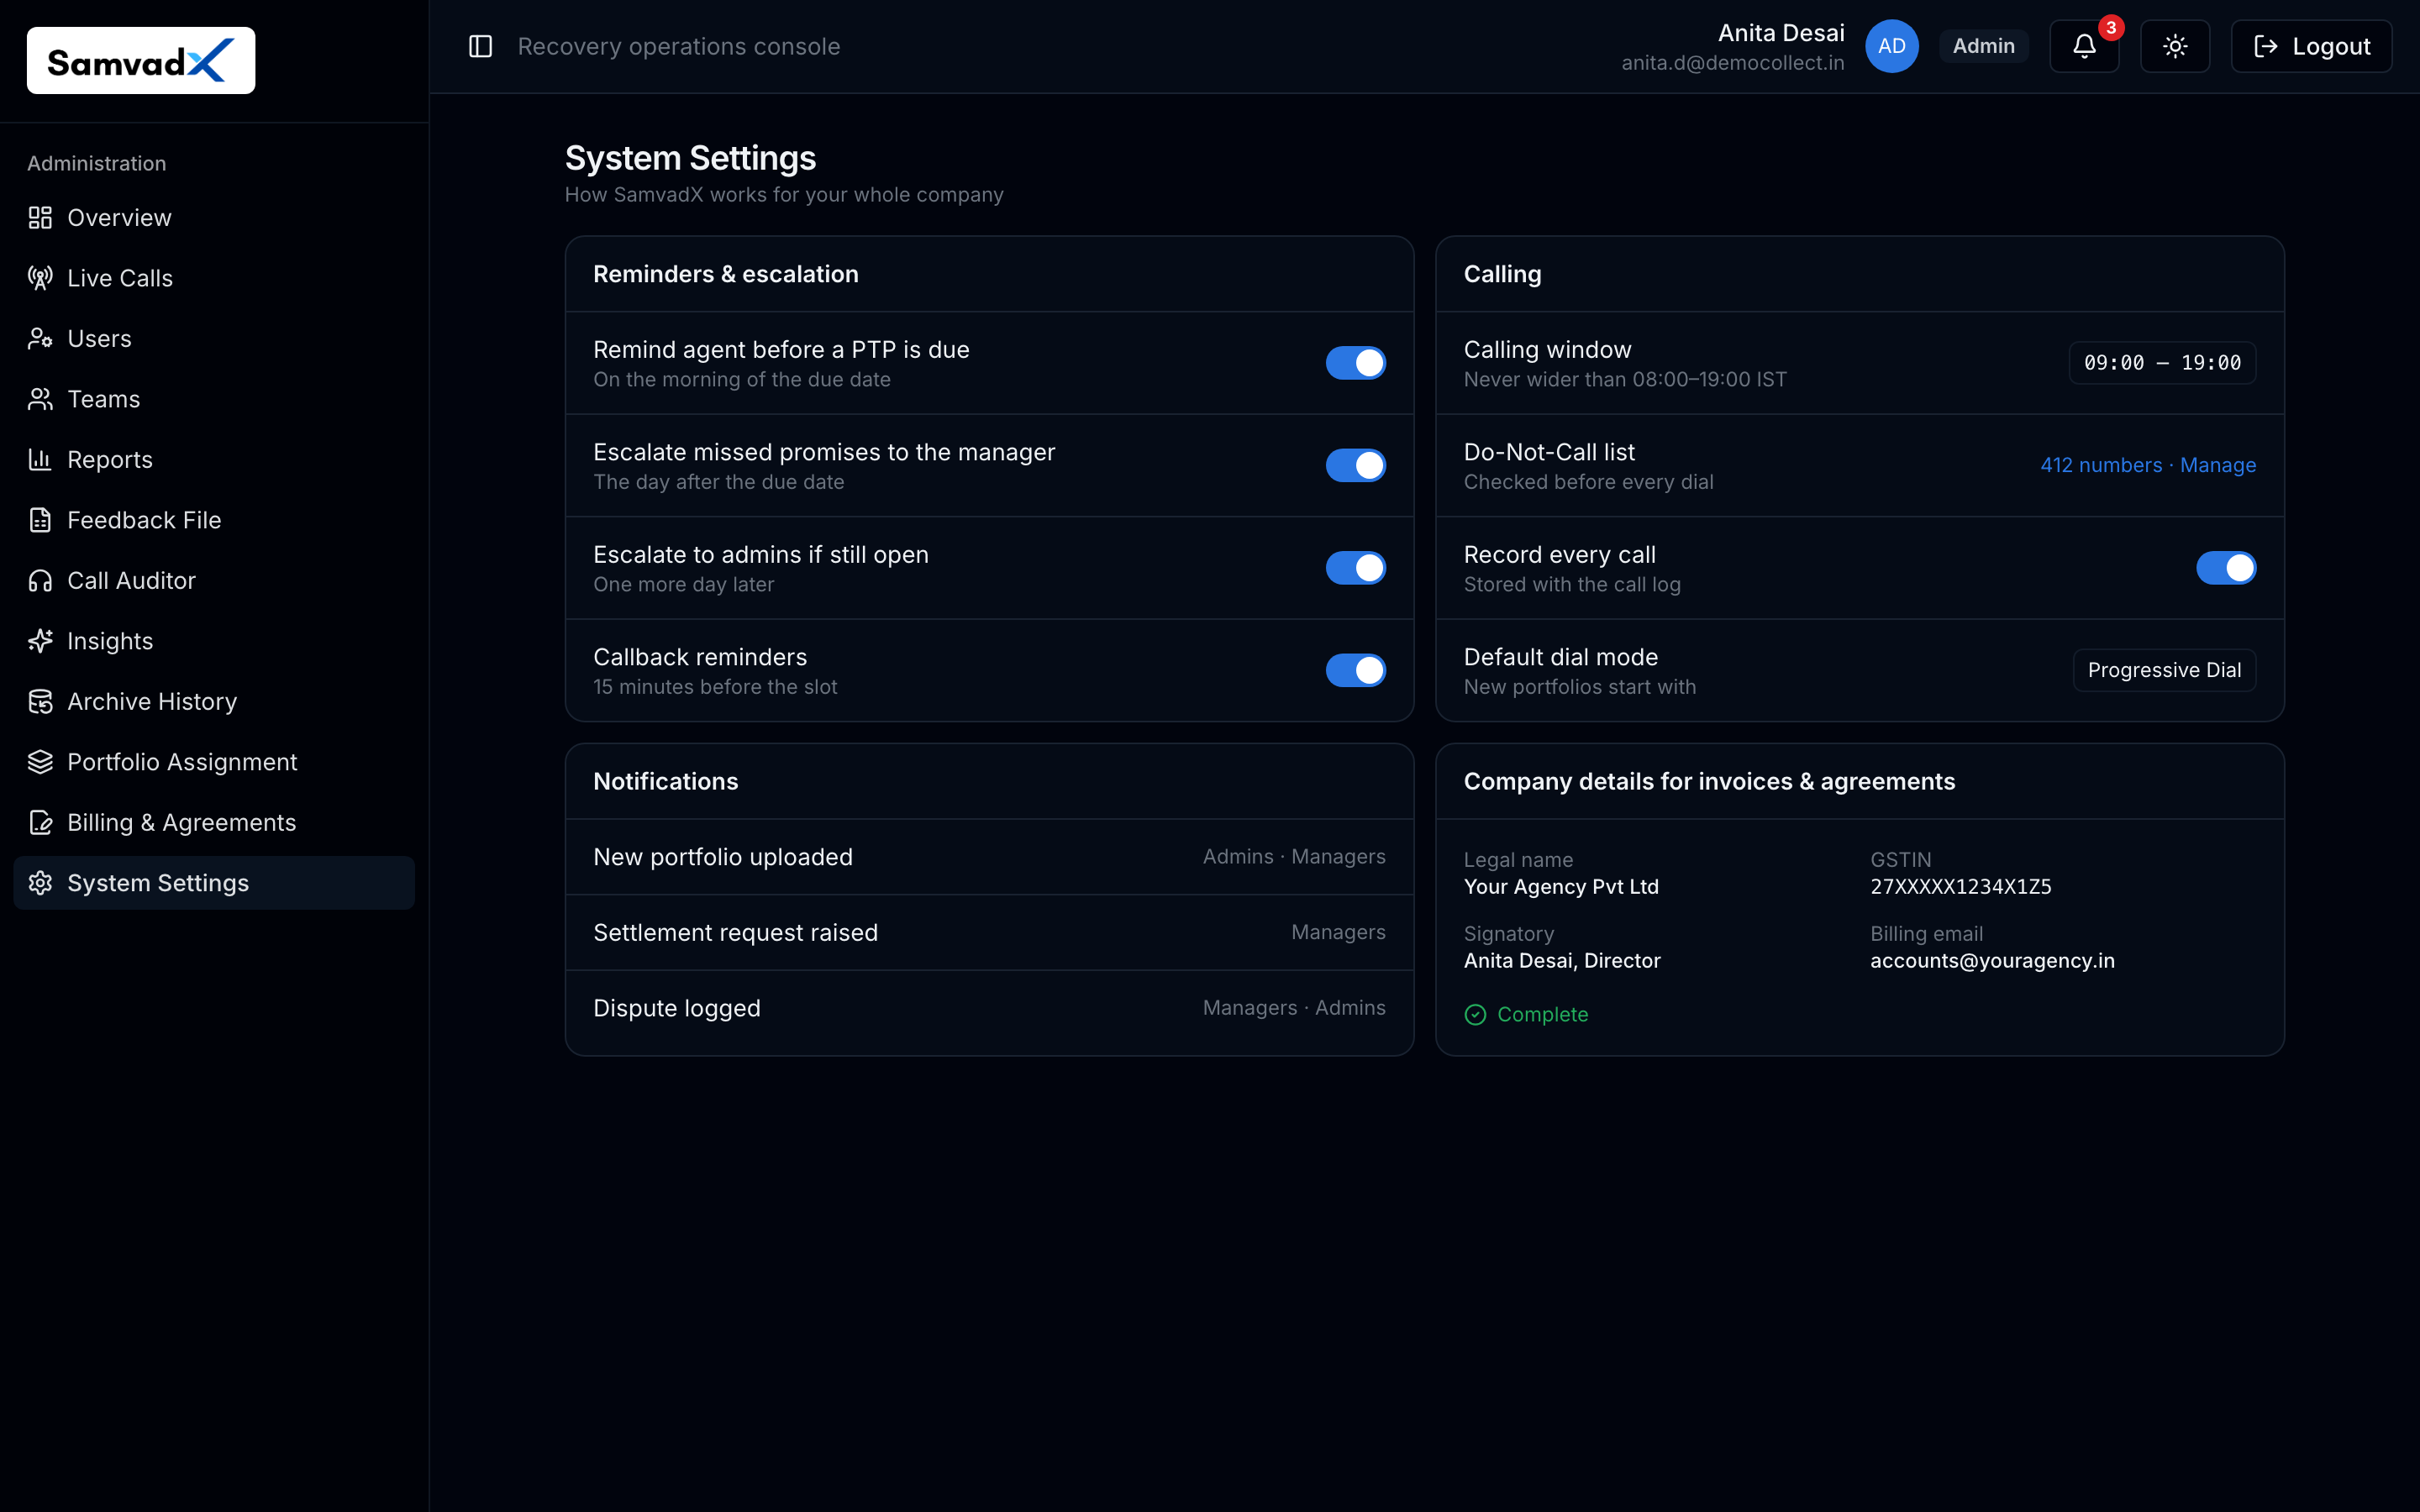 SamvadX
Administration
Overview
Live Calls
Users
Teams
Reports
Feedback File
Call Auditor
Insights
Archive History
Portfolio Assignment
Billing & Agreements
System Settings
Recovery operations console
Anita Desai
anita.d@democollect.in
AD
Admin
3
Logout
System Settings
How SamvadX works for your whole company
Reminders & escalation
Remind agent before a PTP is due
On the morning of the due date
Escalate missed promises to the manager
The day after the due date
Escalate to admins if still open
One more day later
Callback reminders
15 minutes before the slot
Calling
Calling window
Never wider than 08:00–19:00 IST
09:00 – 19:00
Do-Not-Call list
Checked before every dial
412 numbers · Manage
Record every call
Stored with the call log
Default dial mode
New portfolios start with
Progressive Dial
Notifications
New portfolio uploaded
Admins · Managers
Settlement request raised
Managers
Dispute logged
Managers · Admins
Company details for invoices & agreements
Legal name
Your Agency Pvt Ltd
GSTIN
27XXXXX1234X1Z5
Signatory
Anita Desai, Director
Billing email
accounts@youragency.in
Complete